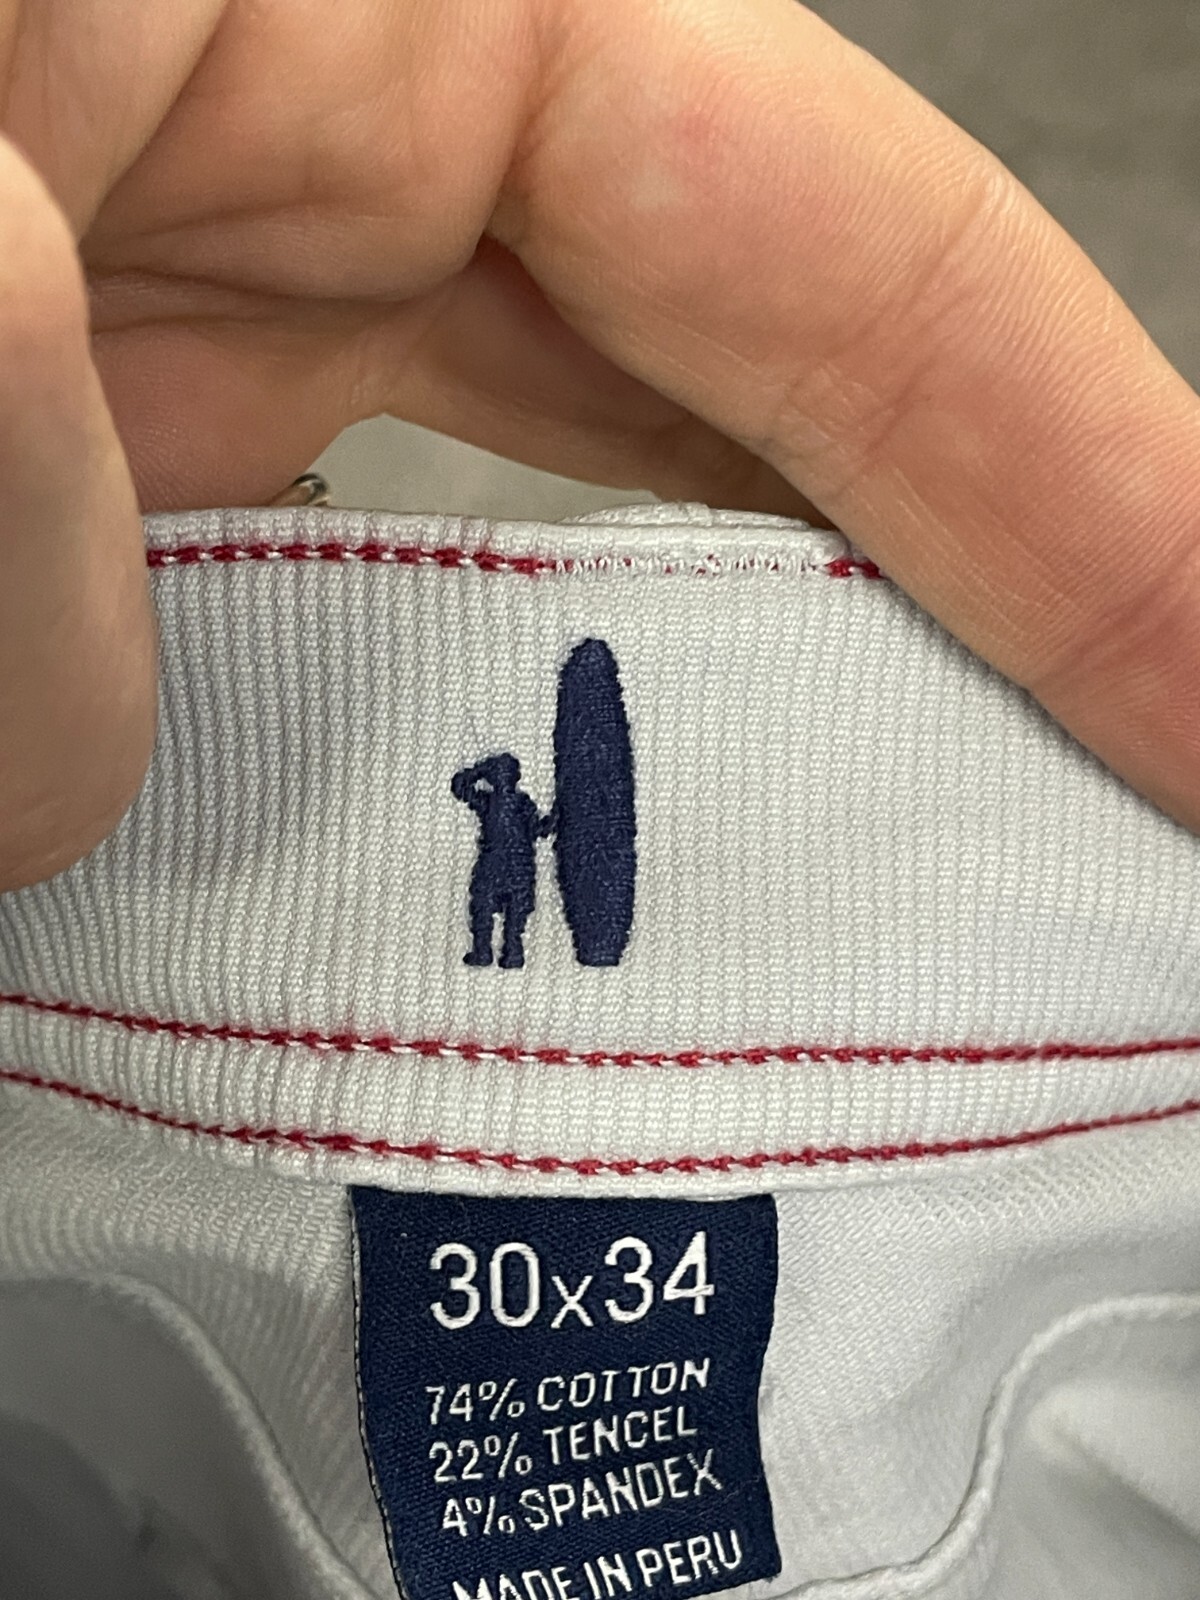 30x34
74% COTTON
22% TENCEL
4% SPANDEX
MADE IN PERU